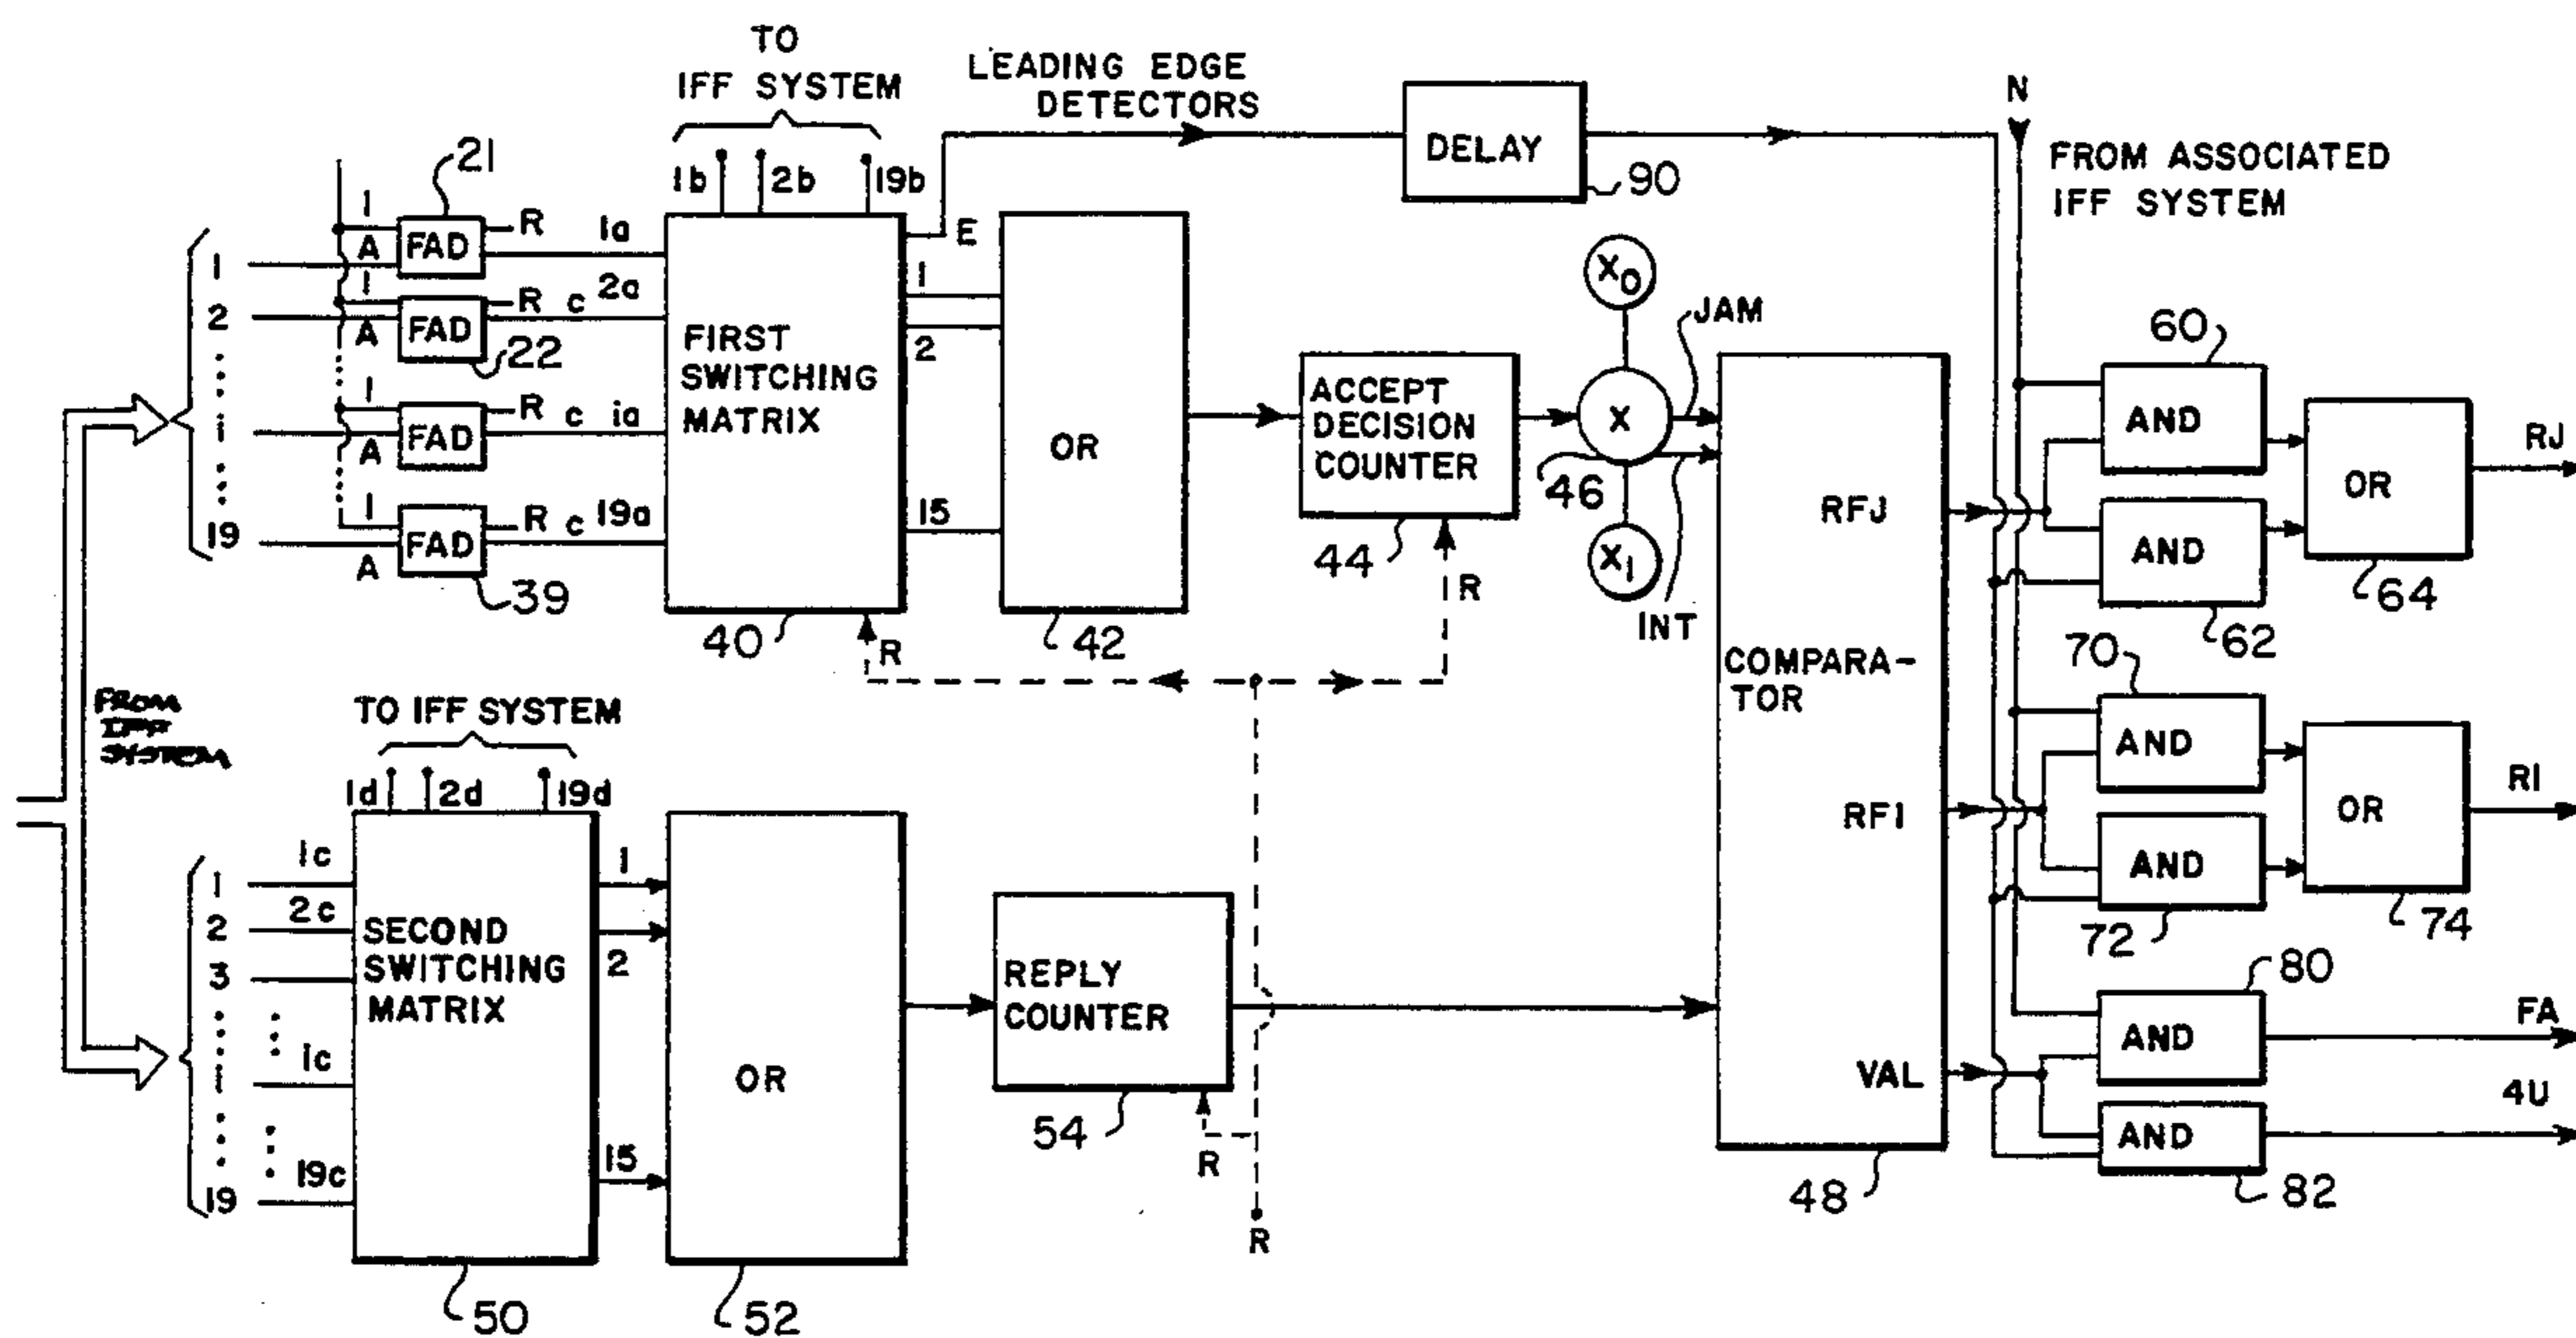 TO
IFF SYSTEM
1b 2b 19b
LEADING EDGE
DETECTORS
DELAY
90
N
FROM ASSOCIATED
IFF SYSTEM
21
1
2
i
19
I
A
FAD
R
1a
I
A
FAD
R
c
2a
22
I
A
FAD
R
c
ia
I
A
FAD
R
c
19a
39
FIRST
SWITCHING
MATRIX
40
R
E
1
2
15
OR
42
ACCEPT
DECISION
COUNTER
44
R
X0
X
X1
46
JAM
INT
COMPARA-
TOR
RFJ
RFI
VAL
48
60
AND
AND
62
OR
64
RJ
70
AND
AND
72
OR
74
RI
80
AND
FA
AND
82
4U
FROM
IFF
SYSTEM
TO IFF SYSTEM
1d 2d 19d
1
2
3
i
19
1c
2c
ic
19c
SECOND
SWITCHING
MATRIX
50
1
2
15
OR
52
REPLY
COUNTER
54
R
R